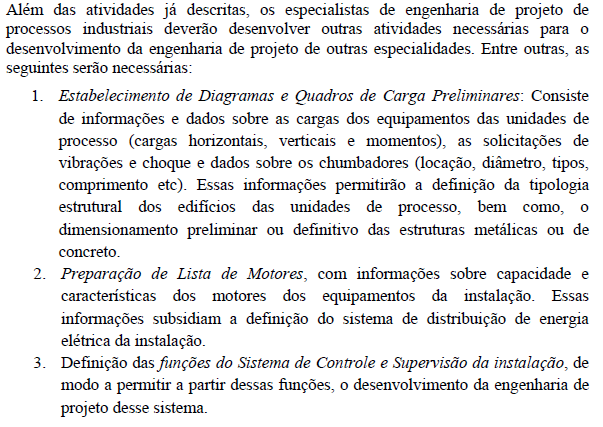 Além das atividades já descritas, os especialistas de engenharia de projeto de
processos industriais deverão desenvolver outras atividades necessárias para o
desenvolvimento da engenharia de projeto de outras especialidades. Entre outras, as
seguintes serão necessárias:
1. Estabelecimento de Diagramas e Quadros de Carga Preliminares: Consiste
de informações e dados sobre as cargas dos equipamentos das unidades de
processo (cargas horizontais, verticais e momentos), as solicitações de
vibrações e choque e dados sobre os chumbadores (locação, diâmetro, tipos,
comprimento etc). Essas informações permitirão a definição da tipologia
estrutural dos edifícios das unidades de processo, bem como, o
dimensionamento preliminar ou definitivo das estruturas metálicas ou de
concreto.
2. Preparação de Lista de Motores, com informações sobre capacidade e
características dos motores dos equipamentos da instalação. Essas
informações subsidiam a definição do sistema de distribuição de energia
elétrica da instalação.
3. Definição das funções do Sistema de Controle e Supervisão da instalação, de
modo a permitir a partir dessas funções, o desenvolvimento da engenharia de
projeto desse sistema.